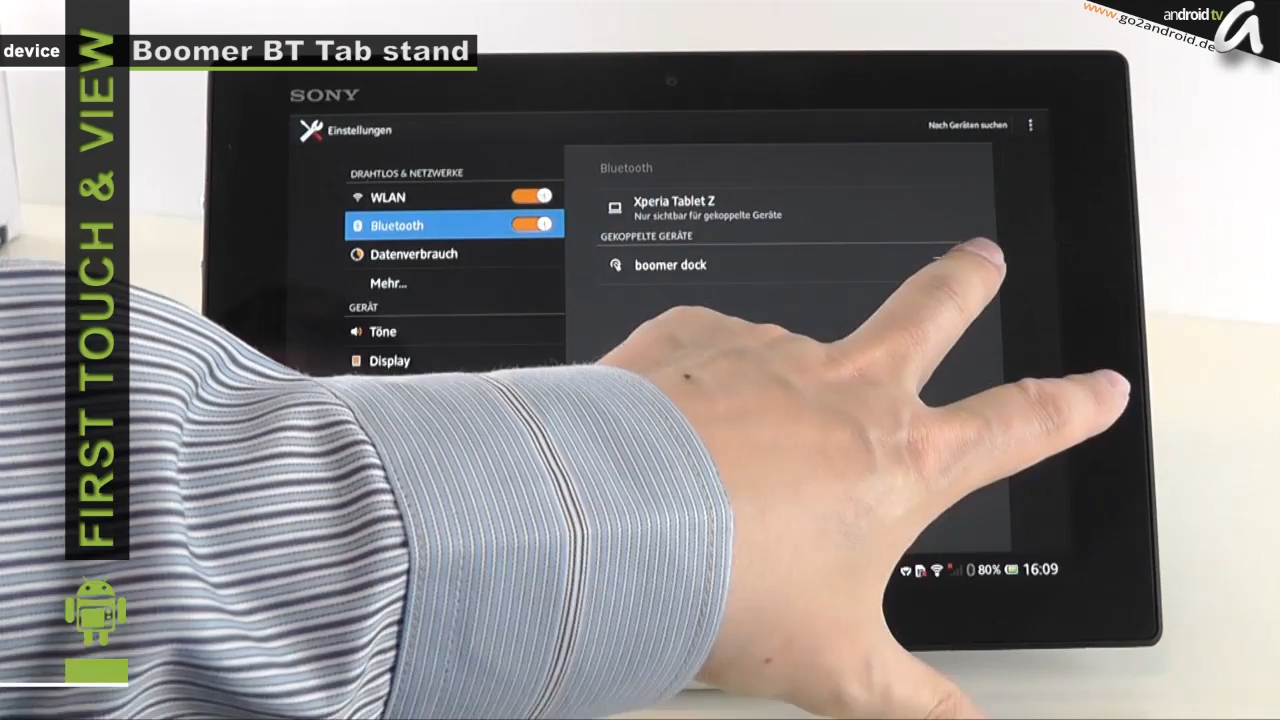 device
Boomer BT Tab stand
FIRST TOUCH & VIEW
android tv
www.go2android.de
SONY
Einstellungen
Nach Geräten suchen
DRAHTLOS & NETZWERKE
WLAN
Bluetooth
Datenverbrauch
Mehr...
GERÄT
Töne
Display
Bluetooth
Xperia Tablet Z
Nur sichtbar für gekoppelte Geräte
GEKOPPELTE GERÄTE
boomer dock
80%
16:09